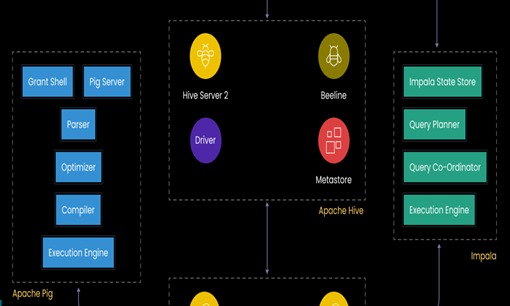 Grant Shell
Pig Server
Parser
Optimizer
Compiler
Execution Engine
Apache Pig
Hive Server 2
Beeline
Driver
Metastore
Apache Hive
Impala State Store
Query Planner
Query Co-Ordinator
Execution Engine
Impala